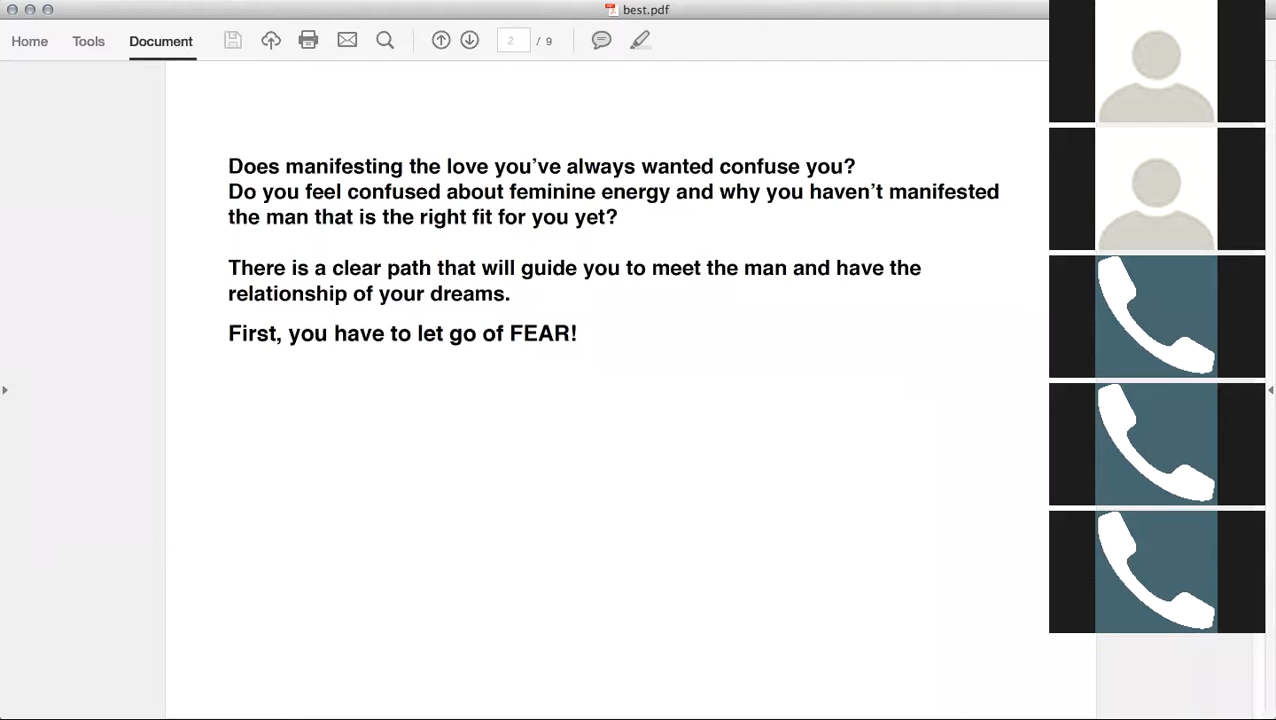 best.pdf
Home Tools Document 2 / 9
Does manifesting the love you’ve always wanted confuse you?
Do you feel confused about feminine energy and why you haven’t manifested
the man that is the right fit for you yet?
There is a clear path that will guide you to meet the man and have the
relationship of your dreams.
First, you have to let go of FEAR!